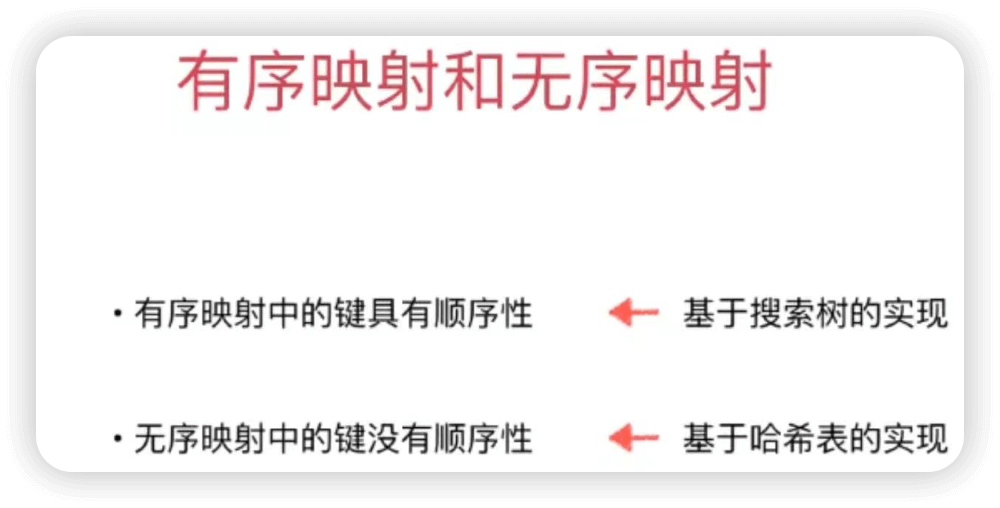 有序映射和无序映射
・有序映射中的键具有顺序性 基于搜索树的实现
・无序映射中的键没有顺序性 基于哈希表的实现